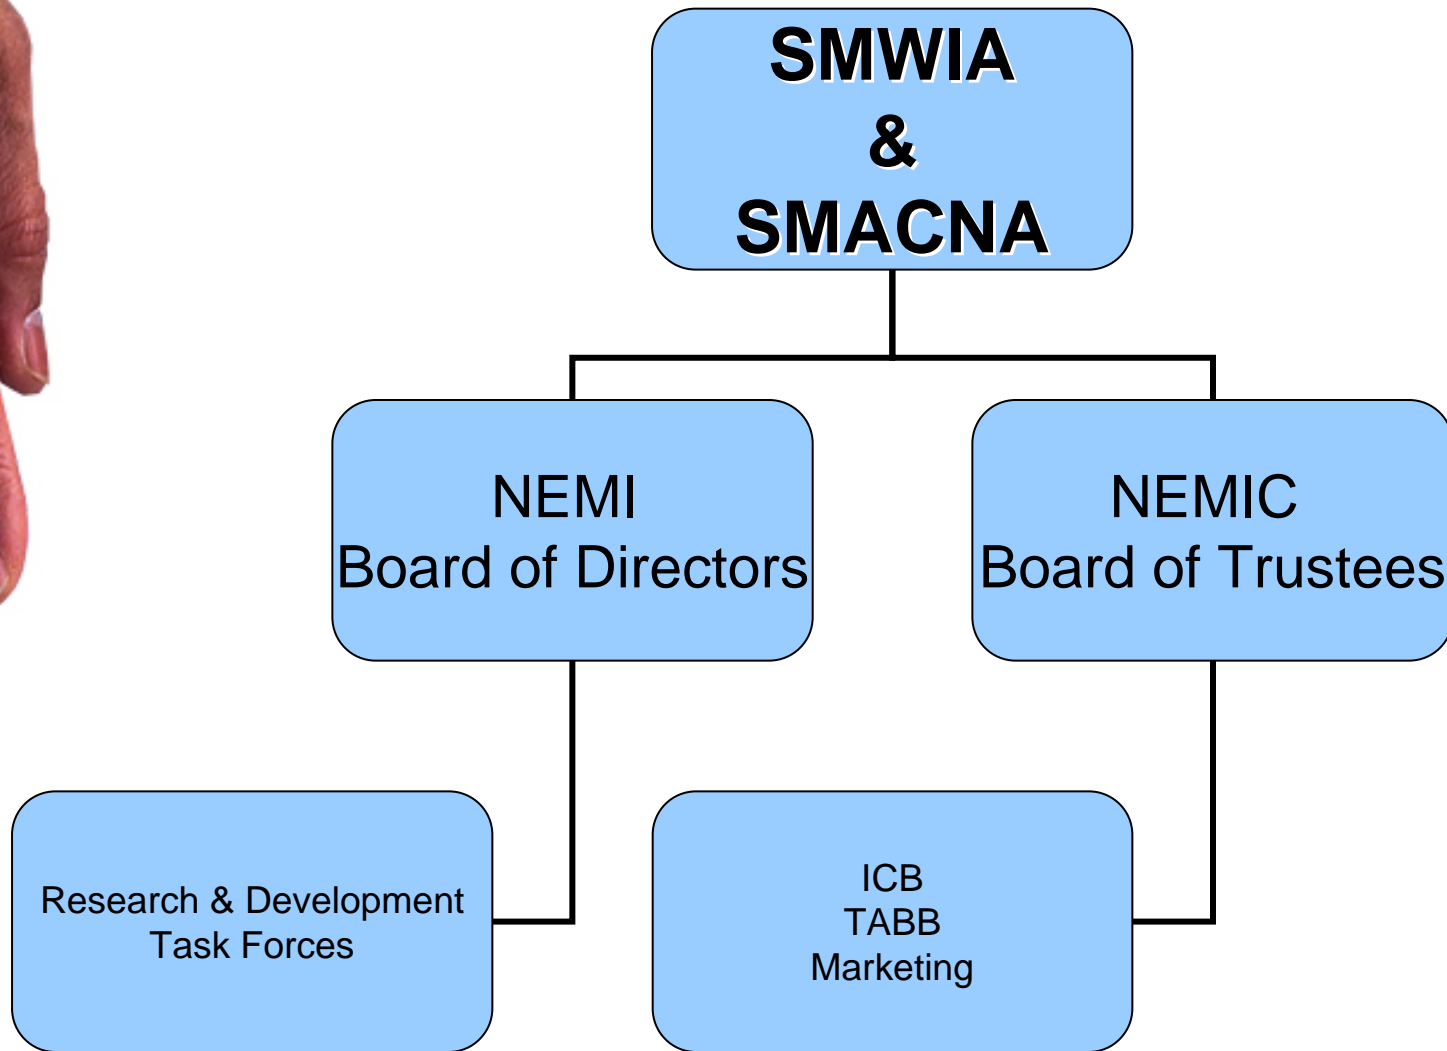 SMWIA
&
SMACNA
NEMI
Board of Directors
NEMIC
Board of Trustees
Research & Development
Task Forces
ICB
TABB
Marketing